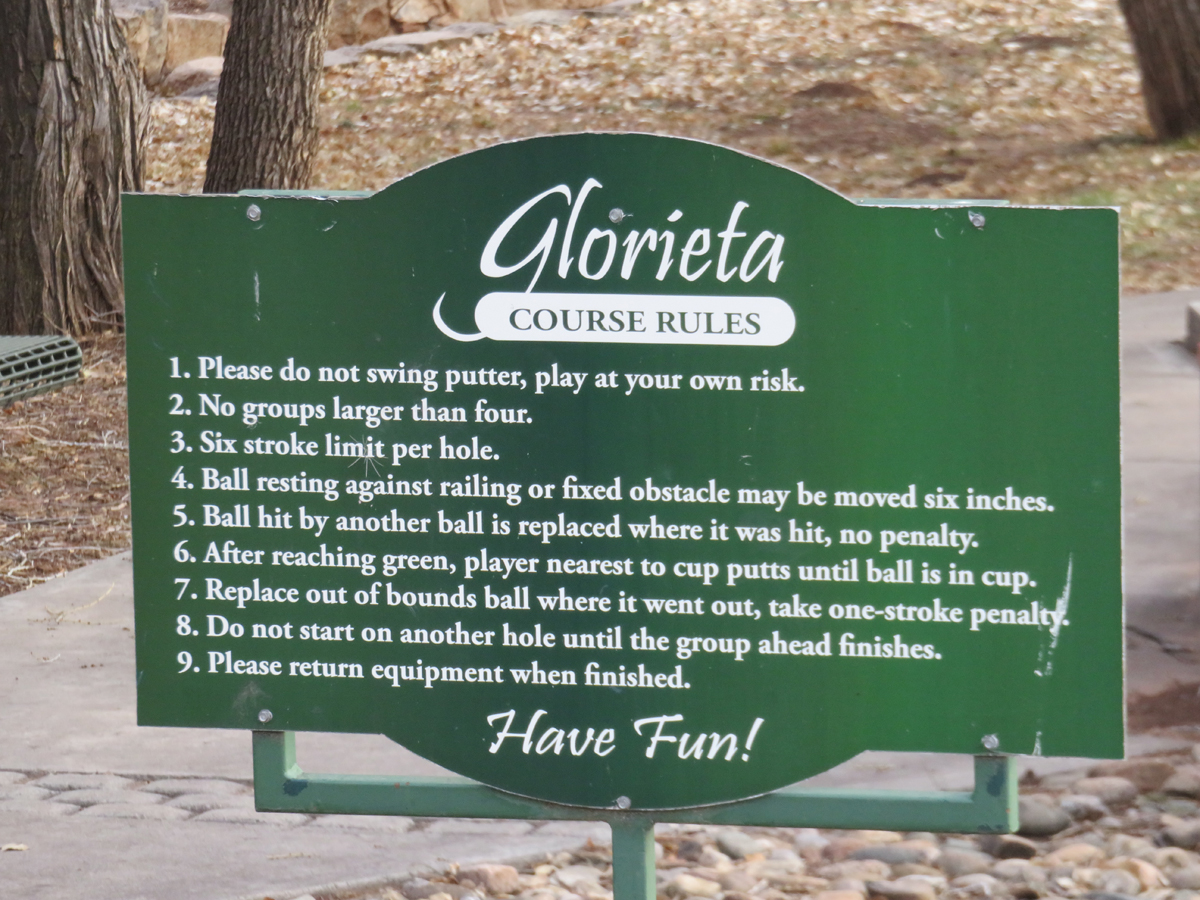 Glorieta
COURSE RULES
1. Please do not swing putter, play at your own risk.
2. No groups larger than four.
3. Six stroke limit per hole.
4. Ball resting against railing or fixed obstacle may be moved six inches.
5. Ball hit by another ball is replaced where it was hit, no penalty.
6. After reaching green, player nearest to cup putts until ball is in cup.
7. Replace out of bounds ball where it went out, take one-stroke penalty.
8. Do not start on another hole until the group ahead finishes.
9. Please return equipment when finished.
Have Fun!